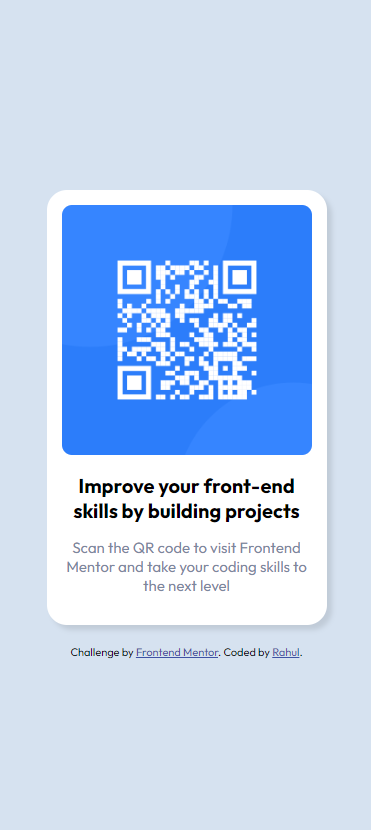 Improve your front-end
skills by building projects
Scan the QR code to visit Frontend
Mentor and take your coding skills to
the next level
Challenge by Frontend Mentor. Coded by Rahul.